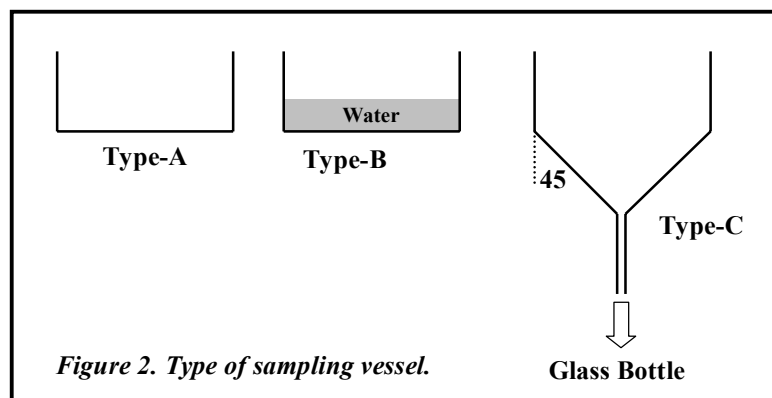 Water
Type-A
Type-B
45
Type-C
Figure 2. Type of sampling vessel.
Glass Bottle